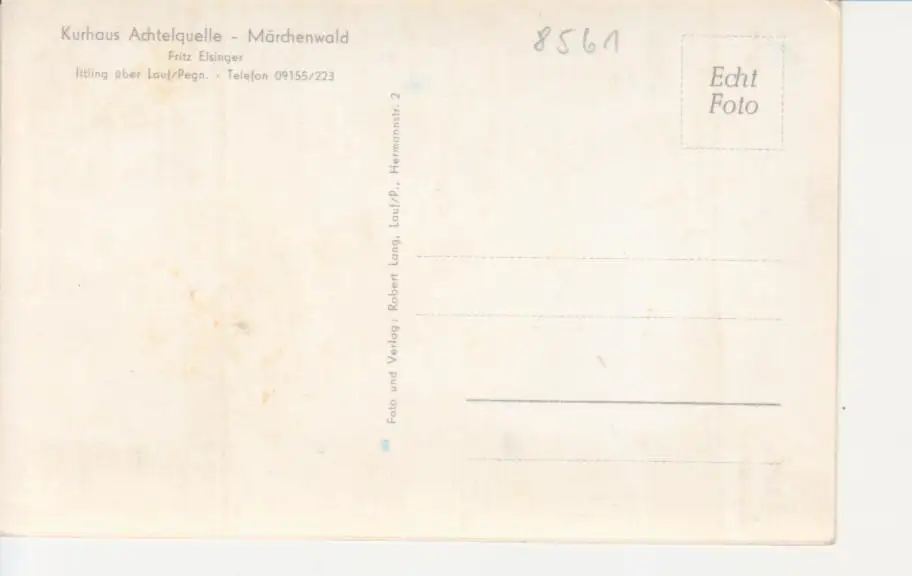 Kurhaus Achtelquelle - Märchenwald
Fritz Elsinger
Ittling über Lauf/Pegn. - Telefon 09155/223
8561
Echt
Foto
Foto und Verlag: Robert Lang, Lauf/P., Hermannstr. 2